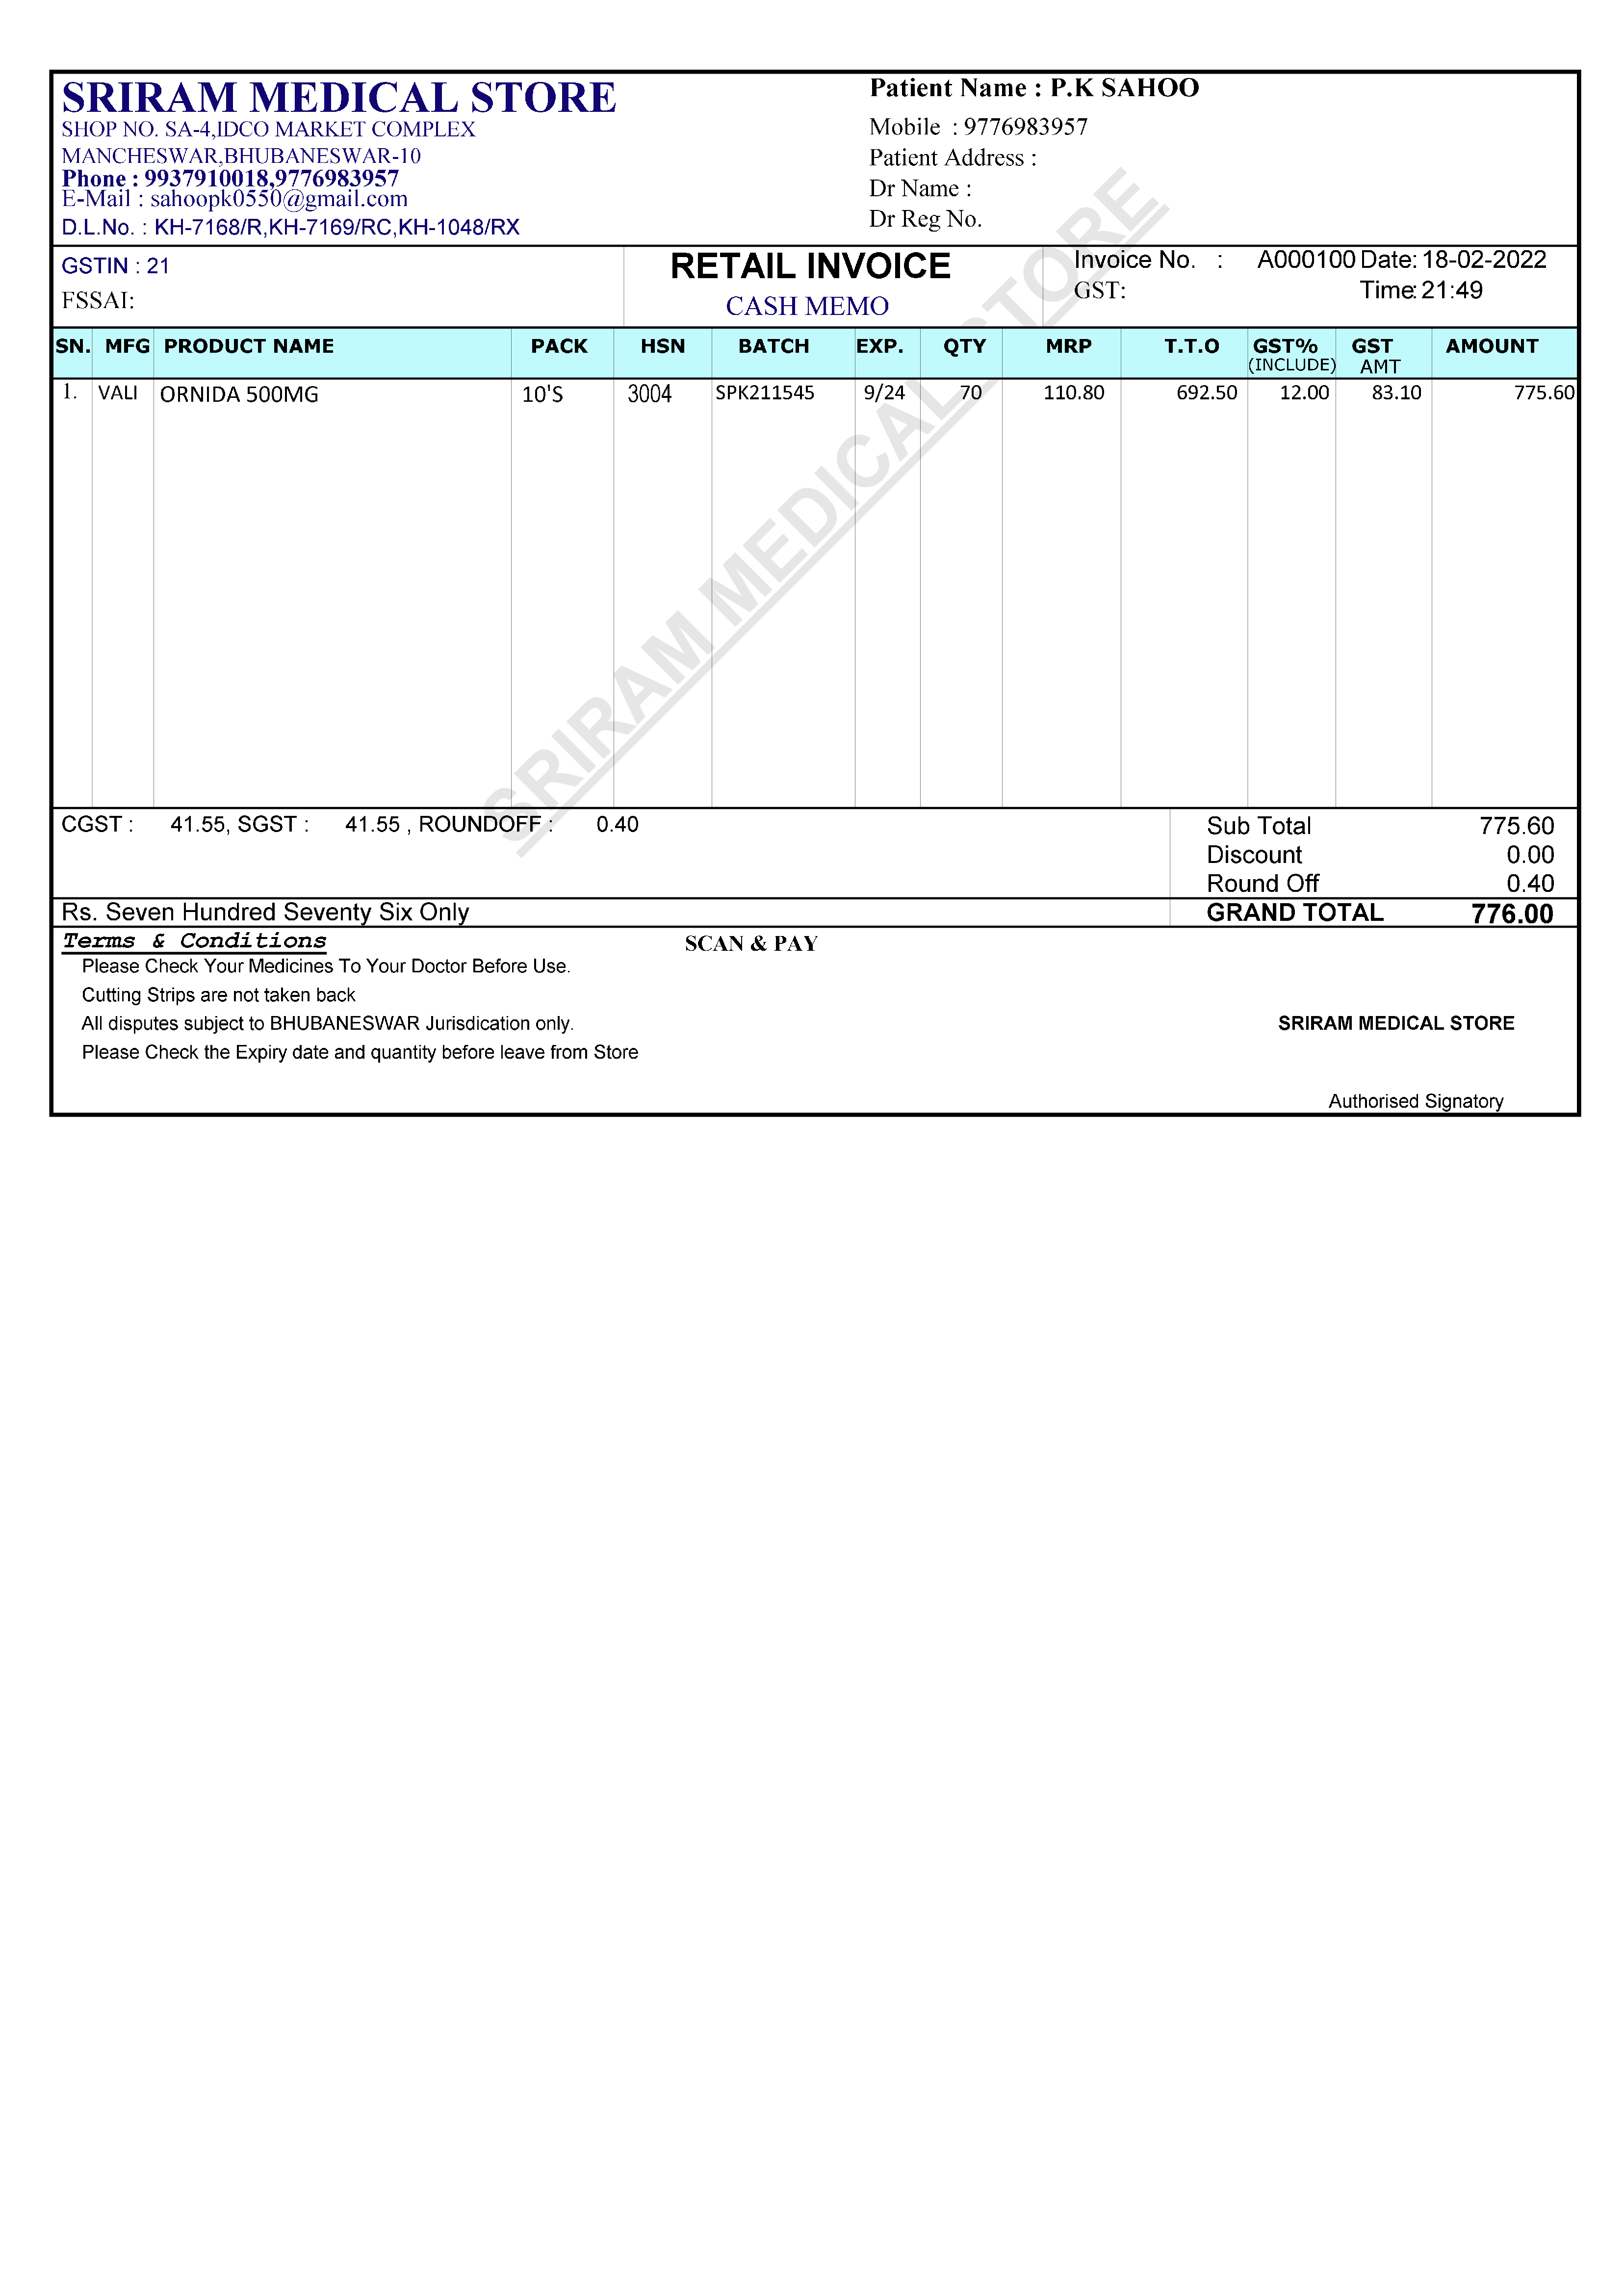 SRIRAM MEDICAL STORE
SHOP NO. SA-4,IDCO MARKET COMPLEX
MANCHESWAR,BHUBANESWAR-10
Phone : 9937910018,9776983957
E-Mail : sahoopk0550@gmail.com
D.L.No. : KH-7168/R,KH-7169/RC,KH-1048/RX
Patient Name : P.K SAHOO
Mobile : 9776983957
Patient Address :
Dr Name :
Dr Reg No.
GSTIN : 21
FSSAI:
RETAIL INVOICE
CASH MEMO
Invoice No. : A000100 Date: 18-02-2022
GST: Time: 21:49
SN. MFG PRODUCT NAME PACK HSN BATCH EXP. QTY MRP T.T.O GST% (INCLUDE) GST AMT AMOUNT
1. VALI ORNIDA 500MG 10'S 3004 SPK211545 9/24 70 110.80 692.50 12.00 83.10 775.60
SRIRAM MEDICAL STORE
CGST : 41.55, SGST : 41.55 , ROUNDOFF : 0.40
Sub Total 775.60
Discount 0.00
Round Off 0.40
Rs. Seven Hundred Seventy Six Only
GRAND TOTAL 776.00
Terms & Conditions
Please Check Your Medicines To Your Doctor Before Use.
Cutting Strips are not taken back
All disputes subject to BHUBANESWAR Jurisdication only.
Please Check the Expiry date and quantity before leave from Store
SCAN & PAY
SRIRAM MEDICAL STORE
Authorised Signatory